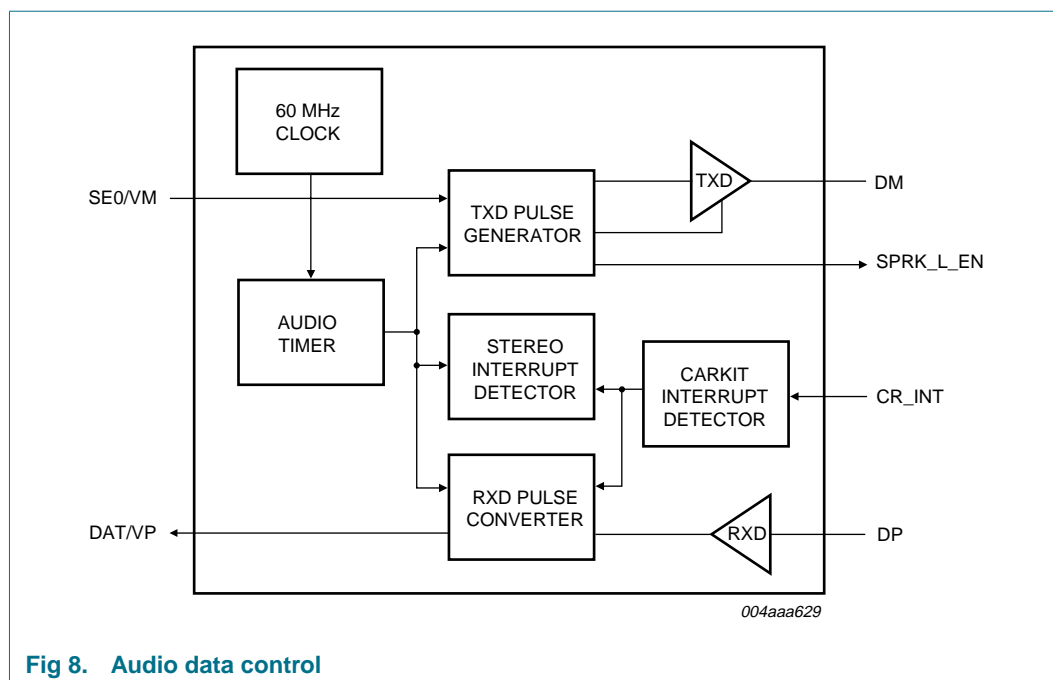 60 MHz
CLOCK
SE0/VM
TXD PULSE
GENERATOR
TXD
DM
SPRK_L_EN
AUDIO
TIMER
STEREO
INTERRUPT
DETECTOR
CARKIT
INTERRUPT
DETECTOR
CR_INT
DAT/VP
RXD PULSE
CONVERTER
RXD
DP
004aaa629
Fig 8. Audio data control